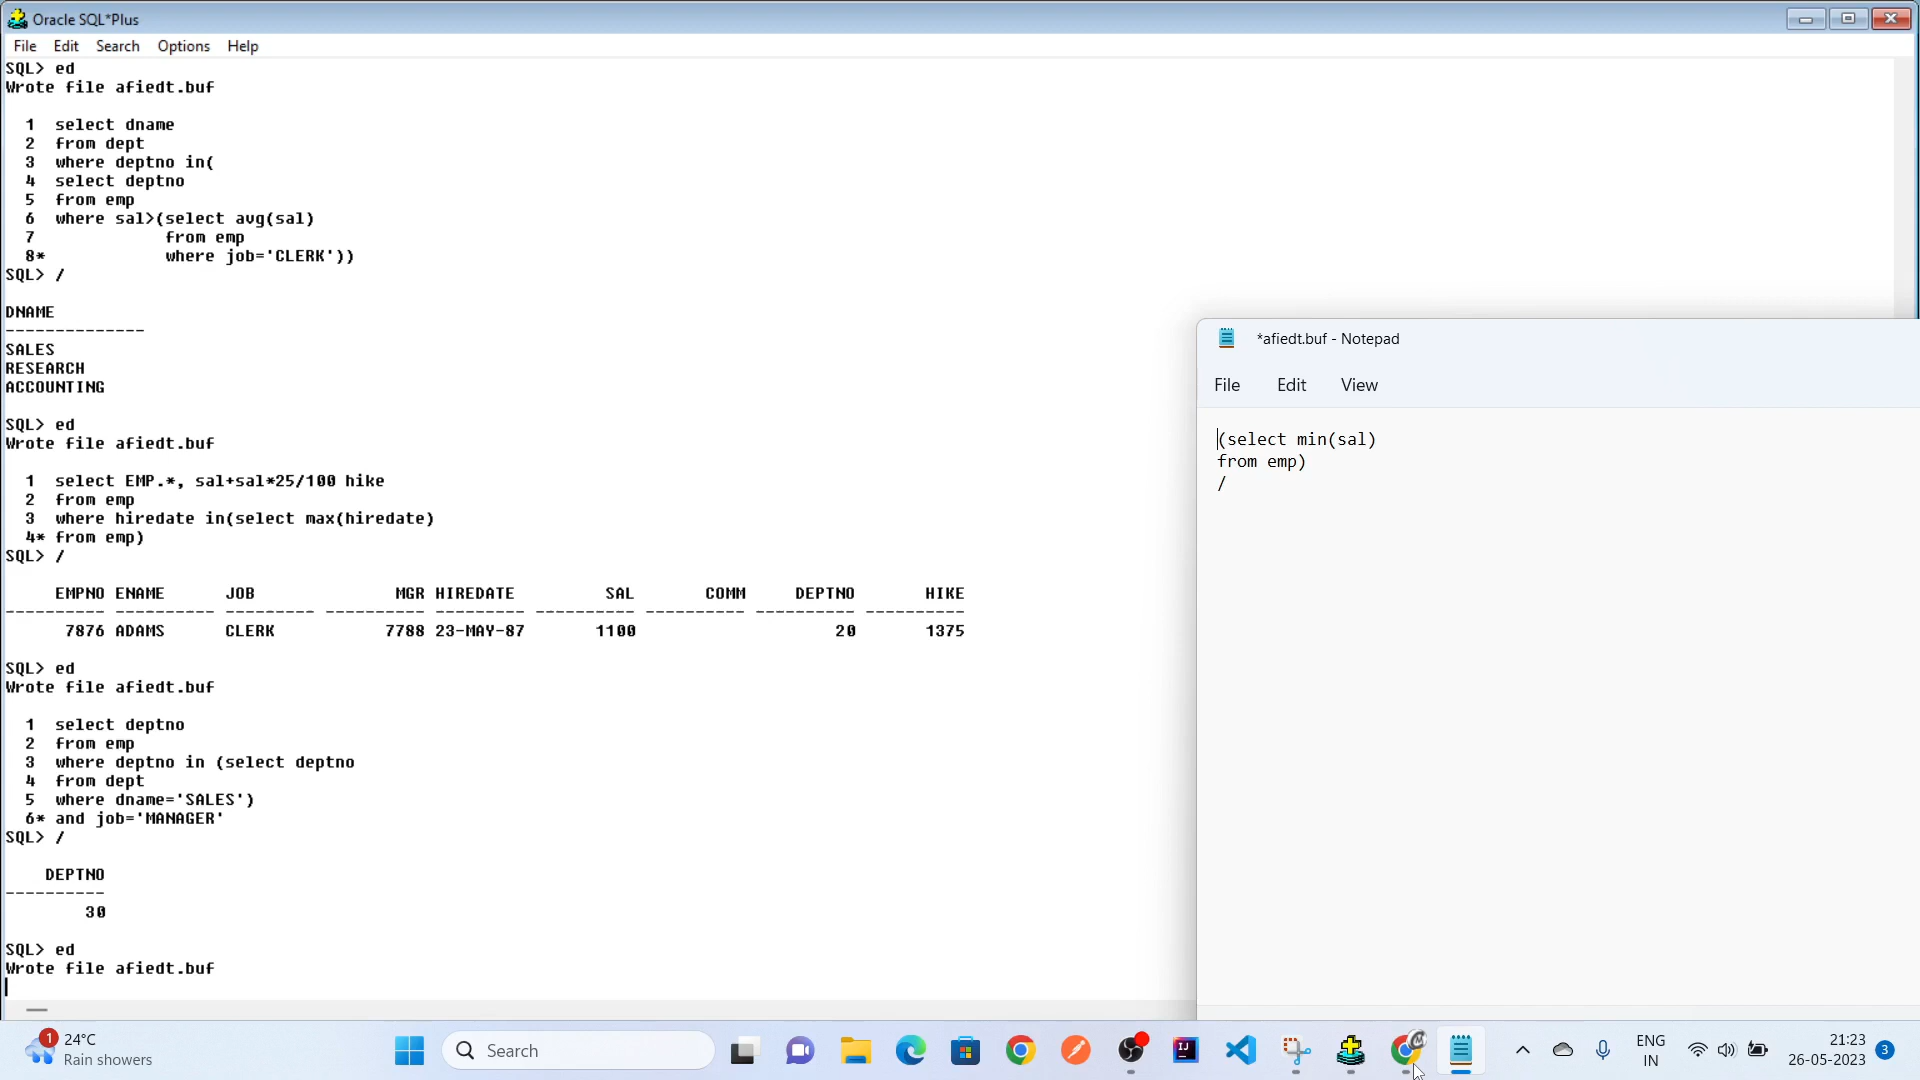 Oracle SQL*Plus
File Edit Search Options Help
SQL> ed
Wrote file afiedt.buf
1 select dname
2 from dept
3 where deptno in(
4 select deptno
5 from emp
6 where sal>(select avg(sal)
7 from emp
8* where job='CLERK'))
SQL> /
DNAME
--------------
SALES
RESEARCH
ACCOUNTING
SQL> ed
Wrote file afiedt.buf
1 select EMP.*, sal+sal*25/100 hike
2 from emp
3 where hiredate in(select max(hiredate)
4* from emp)
SQL> /
EMPNO ENAME JOB MGR HIREDATE SAL COMM DEPTNO HIKE
---------- ---------- --------- ---------- --------- ---------- ---------- ---------- ----------
7876 ADAMS CLERK 7788 23-MAY-87 1100 20 1375
SQL> ed
Wrote file afiedt.buf
1 select deptno
2 from emp
3 where deptno in (select deptno
4 from dept
5 where dname='SALES')
6* and job='MANAGER'
SQL> /
DEPTNO
----------
30
SQL> ed
Wrote file afiedt.buf
*afiedt.buf - Notepad
File Edit View
(select min(sal)
from emp)
/
1
24°C
Rain showers
Search
ENG
IN
21:23
26-05-2023
3